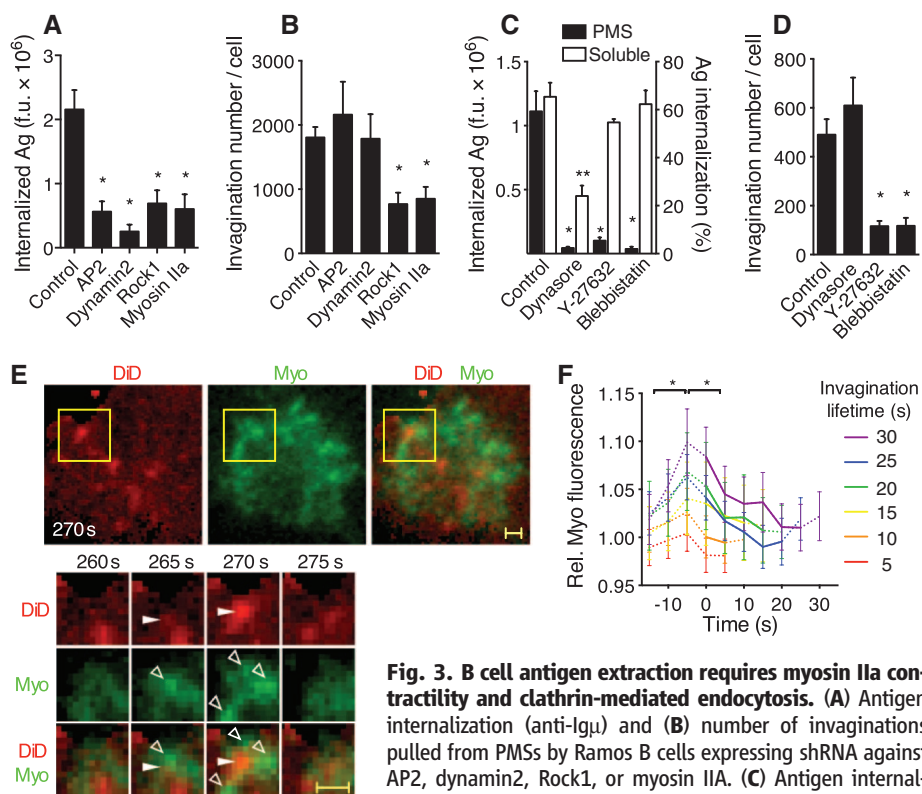 A
Internalized Ag (f.u. × 10⁶)
3
2
1
0
Control
AP2
Dynamin2
Rock1
Myosin IIa
*
*
*
*
B
Invagination number / cell
3000
2000
1000
0
Control
AP2
Dynamin2
Rock1
Myosin IIa
*
*
C
PMS
Soluble
Internalized Ag (f.u. × 10⁶)
1.5
1
0.5
Ag internalization (%)
80
60
40
20
0
Control
Dynasore
Y-27632
Blebbistatin
*
**
*
*
D
Invagination number / cell
800
600
400
200
0
Control
Dynasore
Y-27632
Blebbistatin
*
*
E
DiD
Myo
DiD Myo
270 s
260 s
265 s
270 s
275 s
DiD
Myo
DiD
Myo
F
Rel. Myo fluorescence
1.15
1.10
1.05
1.00
0.95
-10
0
10
20
30
Time (s)
*
*
Invagination
lifetime (s)
30
25
20
15
10
5
Fig. 3. B cell antigen extraction requires myosin IIa con-
tractility and clathrin-mediated endocytosis. (A) Antigen
internalization (anti-Igμ) and (B) number of invaginations
pulled from PMSs by Ramos B cells expressing shRNA against
AP2, dynamin2, Rock1, or myosin IIA. (C) Antigen internal-